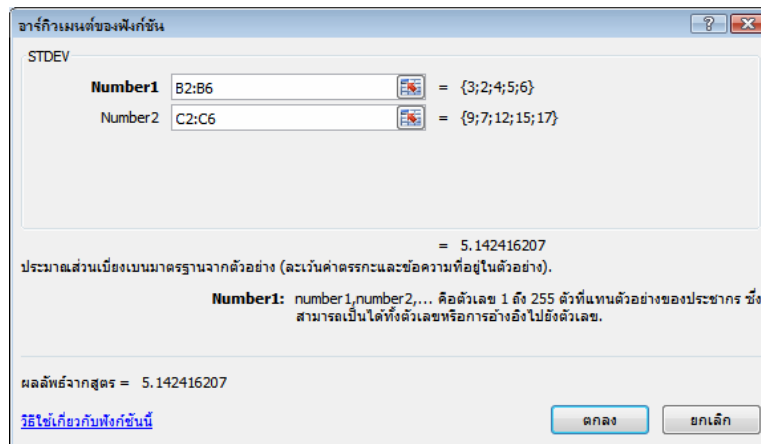 อาร์กิวเมนต์ของฟังก์ชัน
STDEV
Number1 B2:B6 = {3;2;4;5;6}
Number2 C2:C6 = {9;7;12;15;17}
= 5.142416207
ประมาณส่วนเบี่ยงเบนมาตรฐานจากตัวอย่าง (ละเว้นค่าตรรกะและข้อความที่อยู่ในตัวอย่าง).
Number1: number1,number2,... คือตัวเลข 1 ถึง 255 ตัวที่แทนตัวอย่างของประชากร ซึ่ง
สามารถเป็นได้ทั้งตัวเลขหรือการอ้างอิงไปยังตัวเลข.
ผลลัพธ์จากสูตร = 5.142416207
วิธีใช้เกี่ยวกับฟังก์ชันนี้
ตกลง ยกเลิก